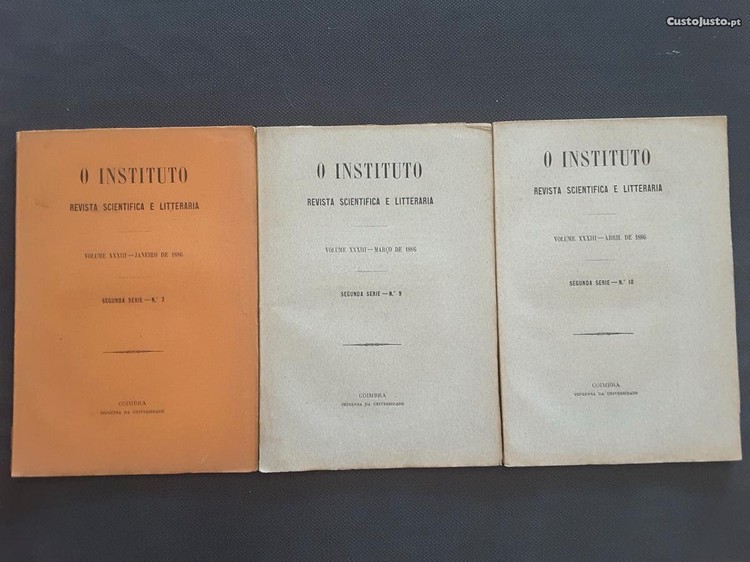 CustoJusto.pt
O INSTITUTO
REVISTA SCIENTIFICA E LITTERARIA
VOLUME XXXIII — JANEIRO DE 1886
SEGUNDA SERIE — N.º 7
COIMBRA
IMPRENSA DA UNIVERSIDADE
O INSTITUTO
REVISTA SCIENTIFICA E LITTERARIA
VOLUME XXXIII — MARÇO DE 1886
SEGUNDA SERIE — N.º 9
COIMBRA
IMPRENSA DA UNIVERSIDADE
O INSTITUTO
REVISTA SCIENTIFICA E LITTERARIA
VOLUME XXXIII — ABRIL DE 1886
SEGUNDA SERIE — N.º 10
COIMBRA
IMPRENSA DA UNIVERSIDADE